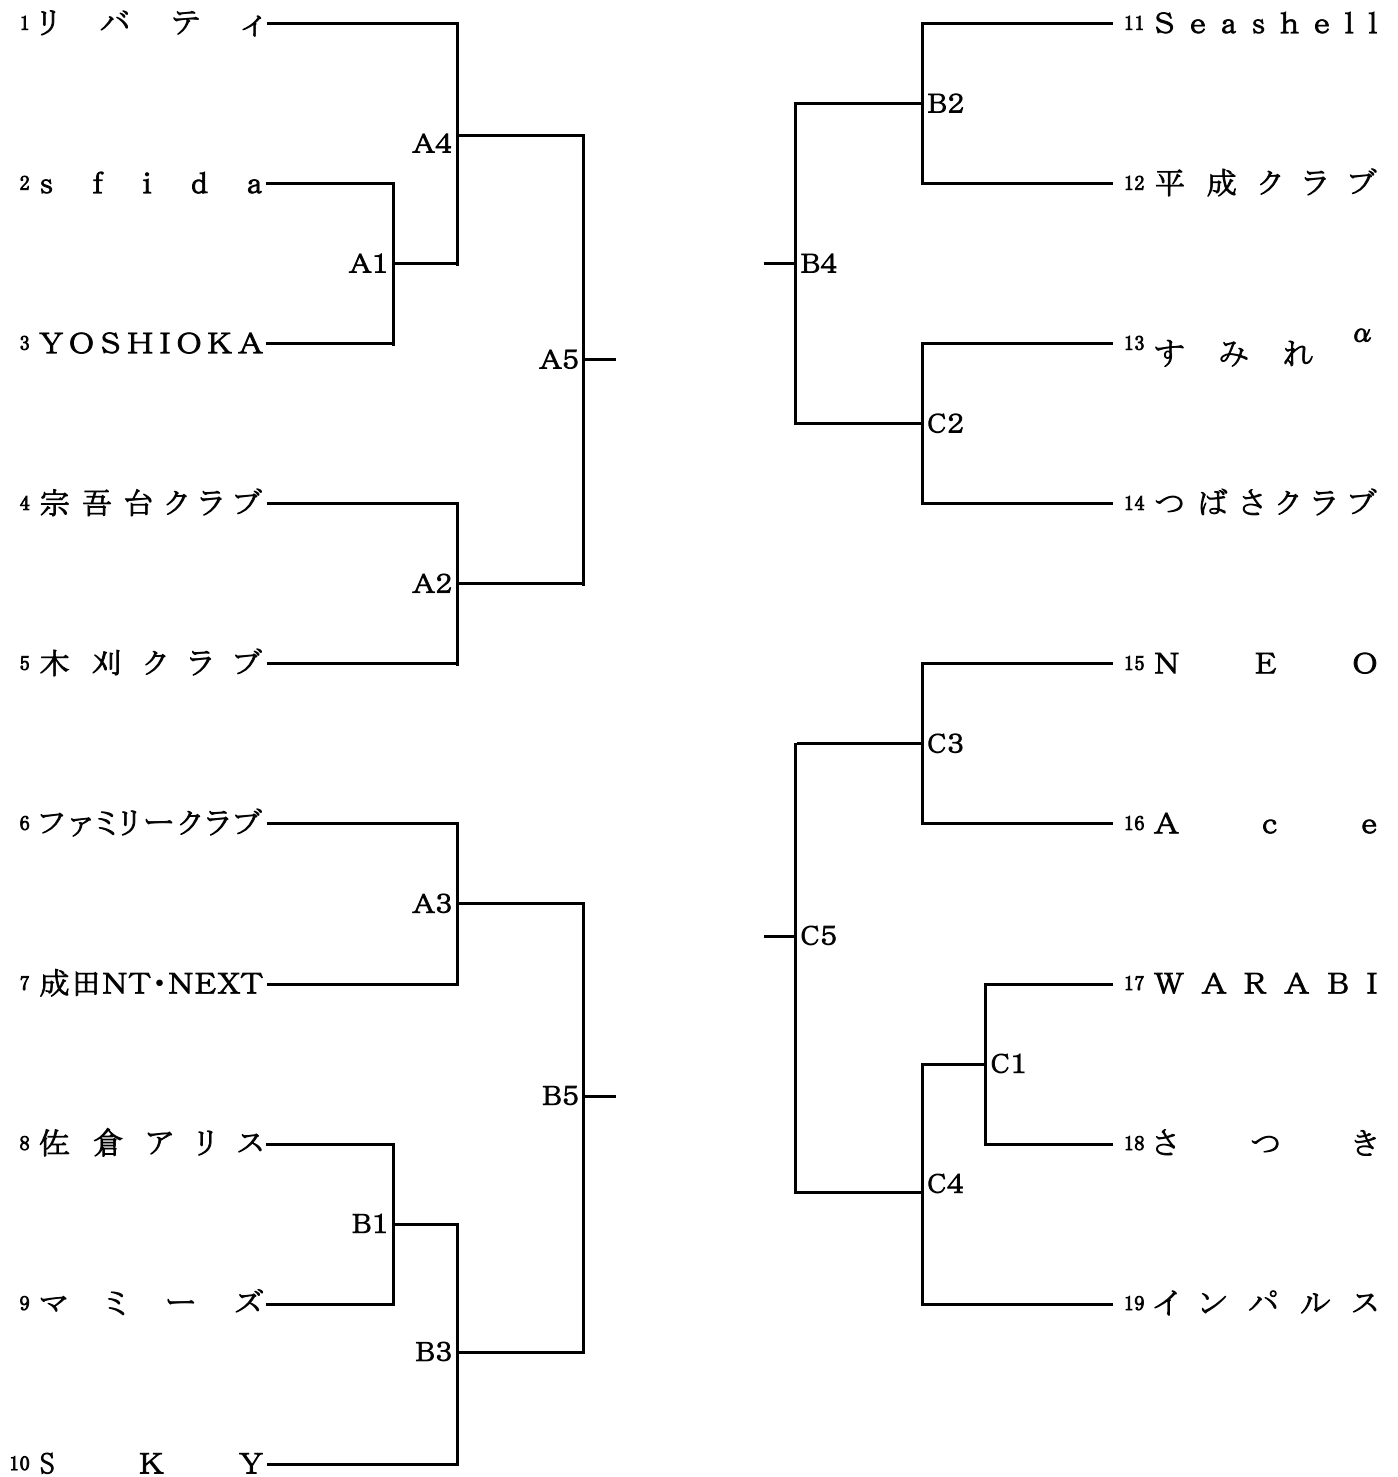 1 リバティ
2 sfida
3 YOSHIOKA
4 宗吾台クラブ
5 木刈クラブ
6 ファミリークラブ
7 成田NT・NEXT
8 佐倉アリス
9 マミーズ
10 SKY
A4
A1
A5
A2
A3
B5
B1
B3
B2
B4
C2
C3
C5
C1
C4
11 Seashell
12 平成クラブ
13 すみれα
14 つばさクラブ
15 NEO
16 Ace
17 WARABI
18 さつき
19 インパルス